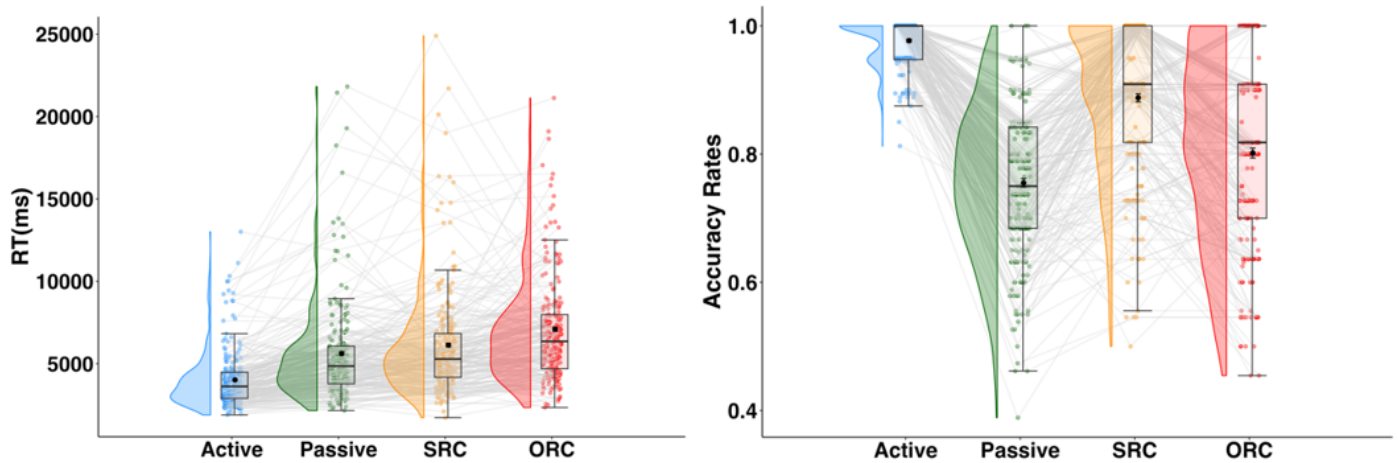 25000
20000
15000
10000
5000
RT(ms)
Active Passive SRC ORC
1.0
0.8
0.6
0.4
Accuracy Rates
Active Passive SRC ORC